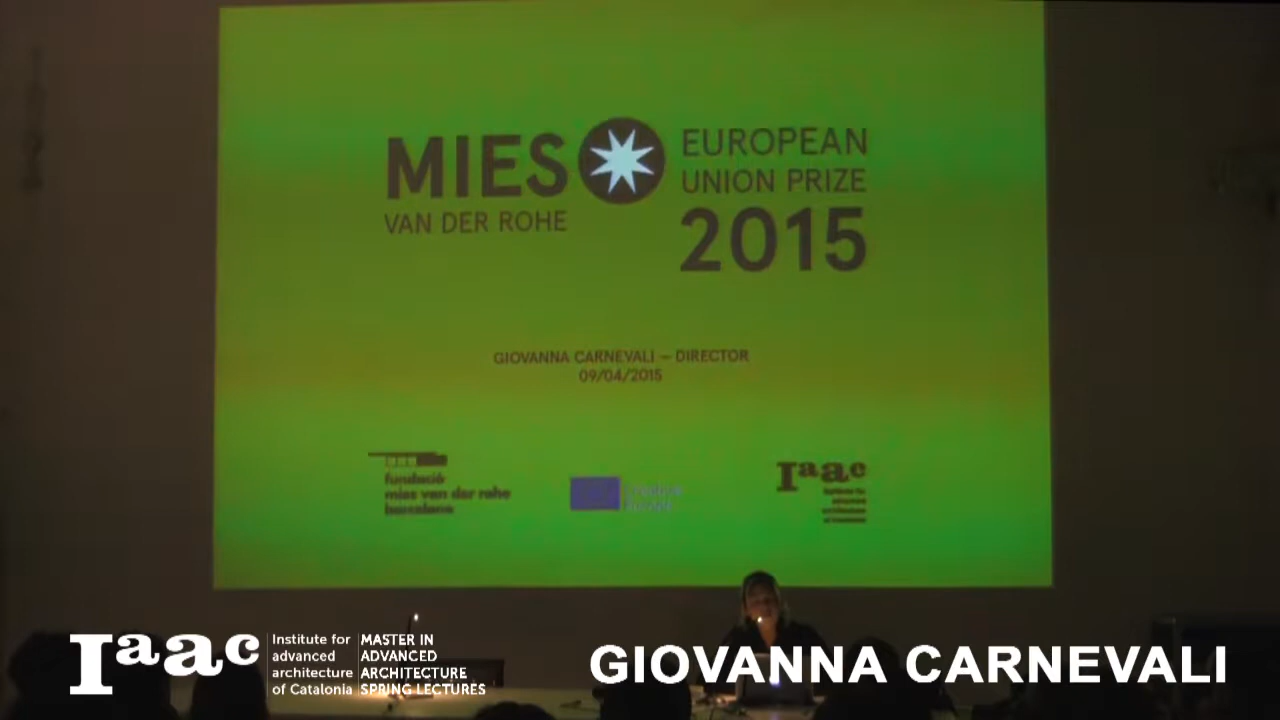 MIES
VAN DER ROHE
EUROPEAN
UNION PRIZE
2015
GIOVANNA CARNEVALI – DIRECTOR
09/04/2015
fundació
mies van der rohe
barcelona
Iaac
Iaac
Institute for
advanced
architecture
of Catalonia
MASTER IN
ADVANCED
ARCHITECTURE
SPRING LECTURES
GIOVANNA CARNEVALI